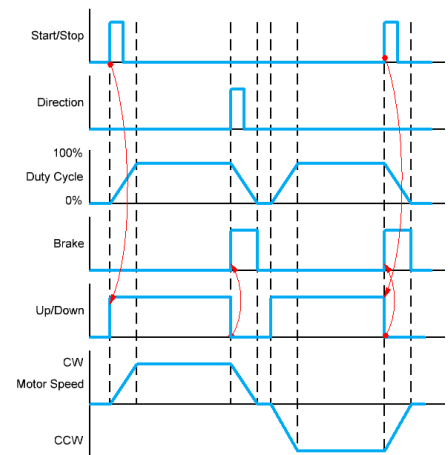 Start/Stop
Direction
100%
Duty Cycle
0%
Brake
Up/Down
CW
Motor Speed
CCW